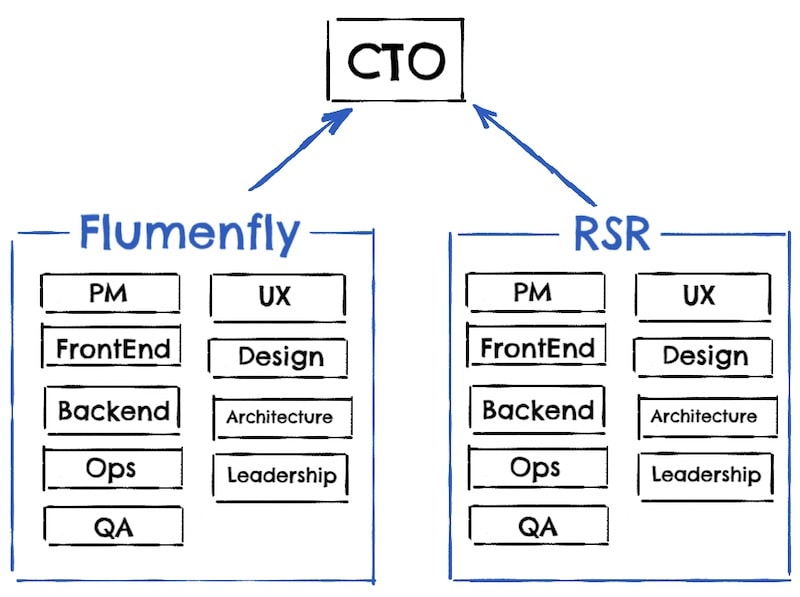 CTO
Flumenfly
PM
FrontEnd
Backend
Ops
QA
UX
Design
Architecture
Leadership
RSR
PM
FrontEnd
Backend
Ops
QA
UX
Design
Architecture
Leadership